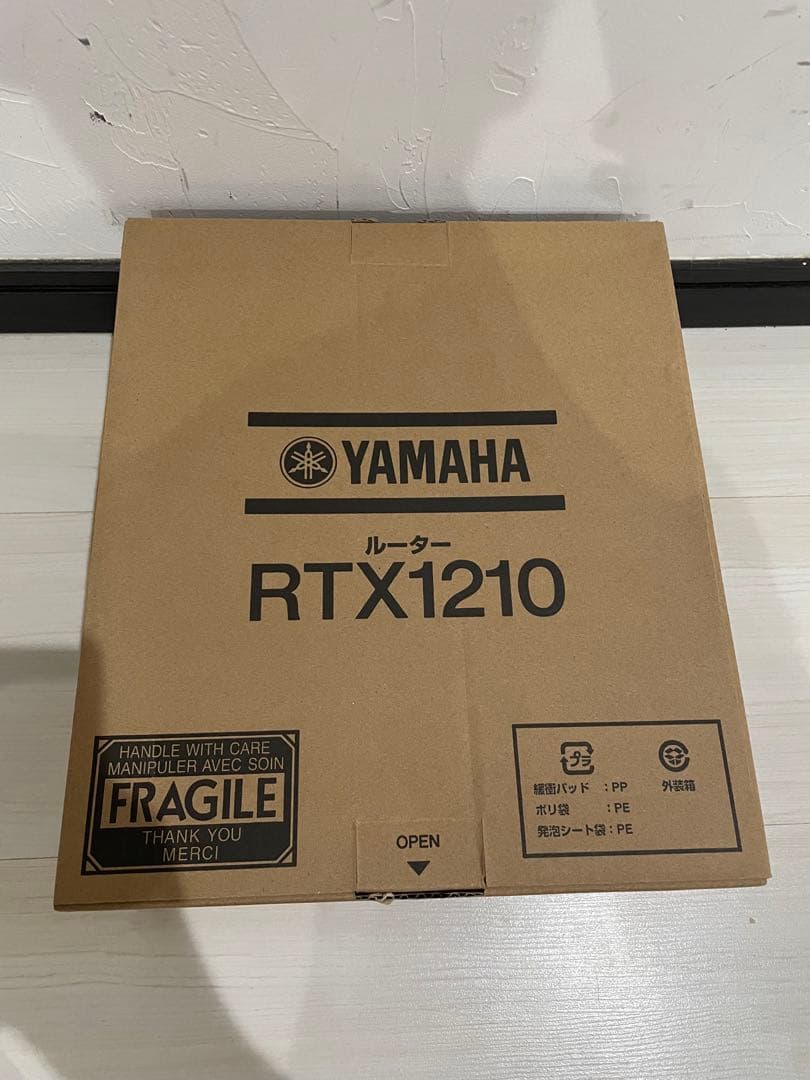 YAMAHA
ルーター
RTX1210
HANDLE WITH CARE
MANIPULER AVEC SOIN
FRAGILE
THANK YOU
MERCI
OPEN
プラ
外装箱
緩衝パッド :PP
ポリ袋 :PE
発泡シート袋:PE